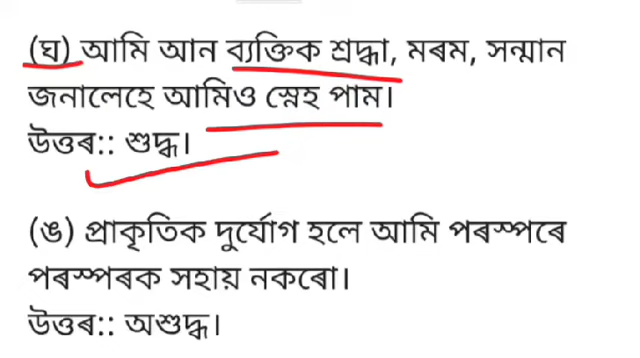 (ঘ) আমি আন ব্যক্তিক শ্ৰদ্ধা, মৰম, সন্মান
জনালেহে আমিও স্নেহ পাম।
উত্তৰ:: শুদ্ধ।
(ঙ) প্ৰাকৃতিক দুৰ্যোগ হলে আমি পৰস্পৰে
পৰস্পৰক সহায় নকৰো।
উত্তৰ:: অশুদ্ধ।